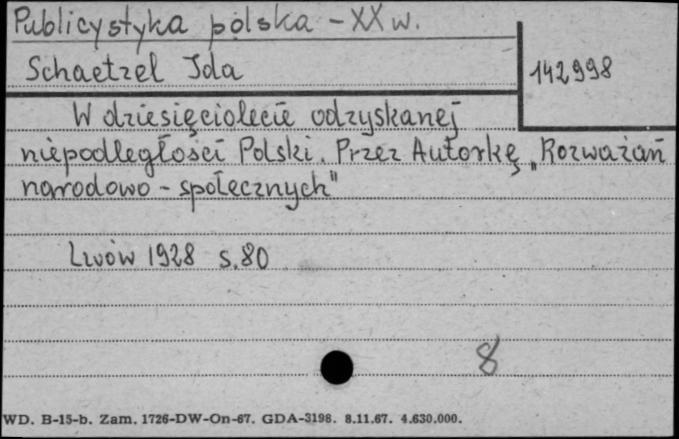 Publicystyka polska - XX w.
Schaetzel Ida
142998
W dziesięciolecie odzyskanej
niepodległości Polski. Przez Autorkę „Rozważań
narodowo - społecznych"
Lwów 1928 s. 80
8
WD. B-15-b. Zam. 1726-DW-On-67. GDA-3198. 8.11.67. 4.630.000.